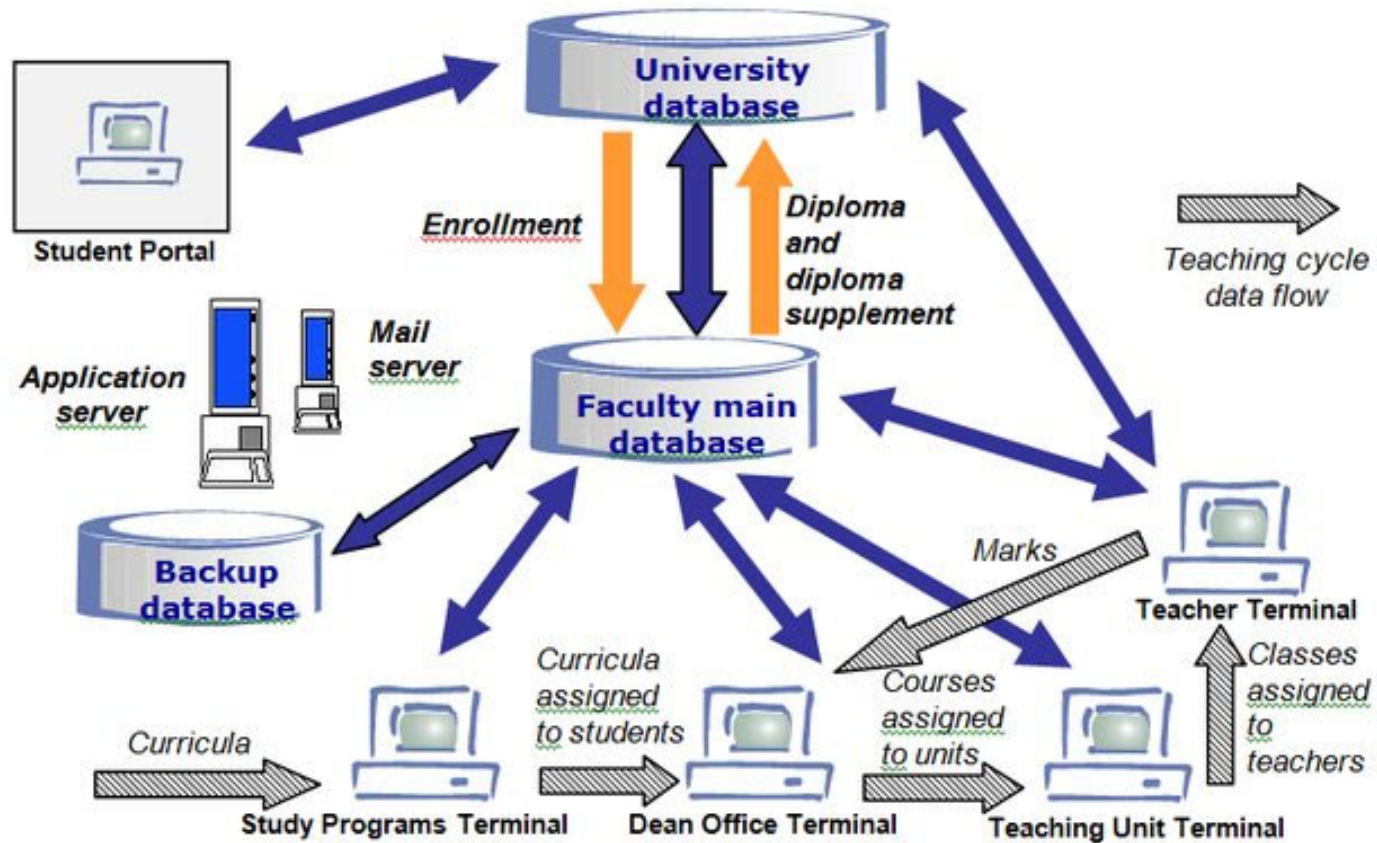 University
database
Student Portal
Enrollment
Diploma
and
diploma
supplement
Teaching cycle
data flow
Application
server
Mail
server
Faculty main
database
Backup
database
Marks
Teacher Terminal
Curricula
Curricula
assigned
to students
Courses
assigned
to units
Classes
assigned
to
teachers
Study Programs Terminal
Dean Office Terminal
Teaching Unit Terminal